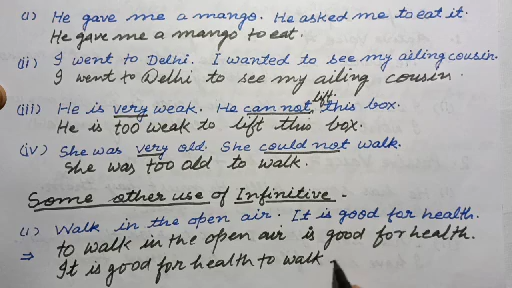 (i) He gave me a mango. He asked me to eat it.
He gave me a mango to eat.
(ii) I went to Delhi. I wanted to see my ailing cousin.
I went to Delhi to see my ailing cousin.
(iii) He is very weak. He can not lift this box.
He is too weak to lift this box.
(iv) She was very old. She could not walk.
She was too old to walk.
Some other use of Infinitive.
(i) Walk in the open air. It is good for health.
⇒ to walk in the open air is good for health.
It is good for health to walk